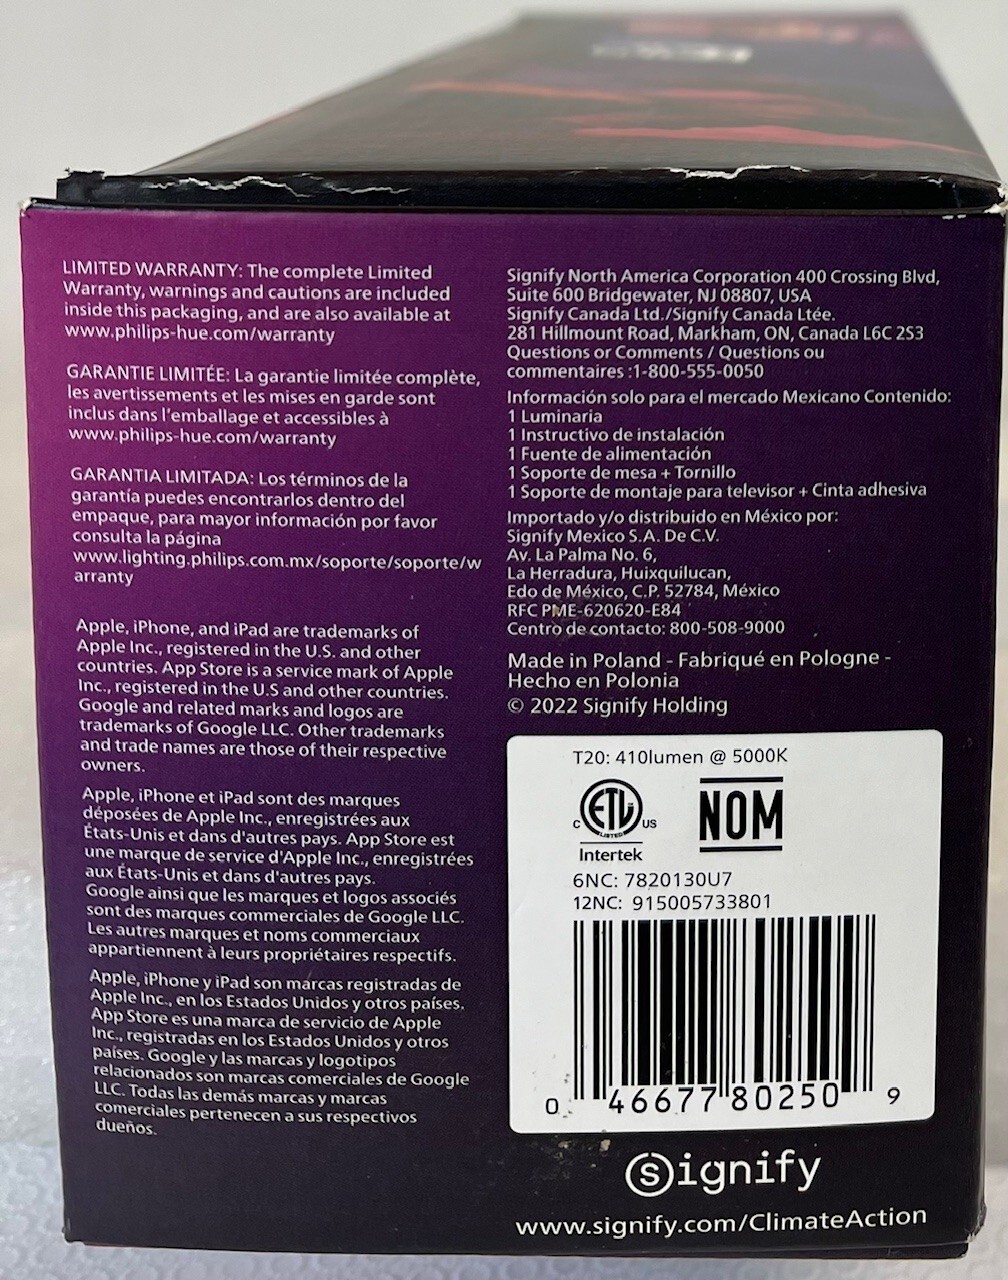 LIMITED WARRANTY: The complete Limited
Warranty, warnings and cautions are included
inside this packaging, and are also available at
www.philips-hue.com/warranty
GARANTIE LIMITÉE: La garantie limitée complète,
les avertissements et les mises en garde sont
inclus dans l'emballage et accessibles à
www.philips-hue.com/warranty
GARANTIA LIMITADA: Los términos de la
garantía puedes encontrarlos dentro del
empaque, para mayor información por favor
consulta la página
www.lighting.philips.com.mx/soporte/soporte/w
arranty
Apple, iPhone, and iPad are trademarks of
Apple Inc., registered in the U.S. and other
countries. App Store is a service mark of Apple
Inc., registered in the U.S and other countries.
Google and related marks and logos are
trademarks of Google LLC. Other trademarks
and trade names are those of their respective
owners.
Apple, iPhone et iPad sont des marques
déposées de Apple Inc., enregistrées aux
États-Unis et dans d'autres pays. App Store est
une marque de service d'Apple Inc., enregistrées
aux États-Unis et dans d'autres pays.
Google ainsi que les marques et logos associés
sont des marques commerciales de Google LLC.
Les autres marques et noms commerciaux
appartiennent à leurs propriétaires respectifs.
Apple, iPhone y iPad son marcas registradas de
Apple Inc., en los Estados Unidos y otros países.
App Store es una marca de servicio de Apple
Inc., registradas en los Estados Unidos y otros
países. Google y las marcas y logotipos
relacionados son marcas comerciales de Google
LLC. Todas las demás marcas y marcas
comerciales pertenecen a sus respectivos
dueños.
Signify North America Corporation 400 Crossing Blvd,
Suite 600 Bridgewater, NJ 08807, USA
Signify Canada Ltd./Signify Canada Ltée.
281 Hillmount Road, Markham, ON, Canada L6C 2S3
Questions or Comments / Questions ou
commentaires :1-800-555-0050
Información solo para el mercado Mexicano Contenido:
1 Luminaria
1 Instructivo de instalación
1 Fuente de alimentación
1 Soporte de mesa + Tornillo
1 Soporte de montaje para televisor + Cinta adhesiva
Importado y/o distribuido en México por:
Signify Mexico S.A. De C.V.
Av. La Palma No. 6,
La Herradura, Huixquilucan,
Edo de México, C.P. 52784, México
RFC PME-620620-E84
Centro de contacto: 800-508-9000
Made in Poland - Fabriqué en Pologne -
Hecho en Polonia
© 2022 Signify Holding
T20: 410lumen @ 5000K
C ETL US
LISTED
Intertek
NOM
6NC: 7820130U7
12NC: 915005733801
0 46677 80250 9
Signify
www.signify.com/ClimateAction